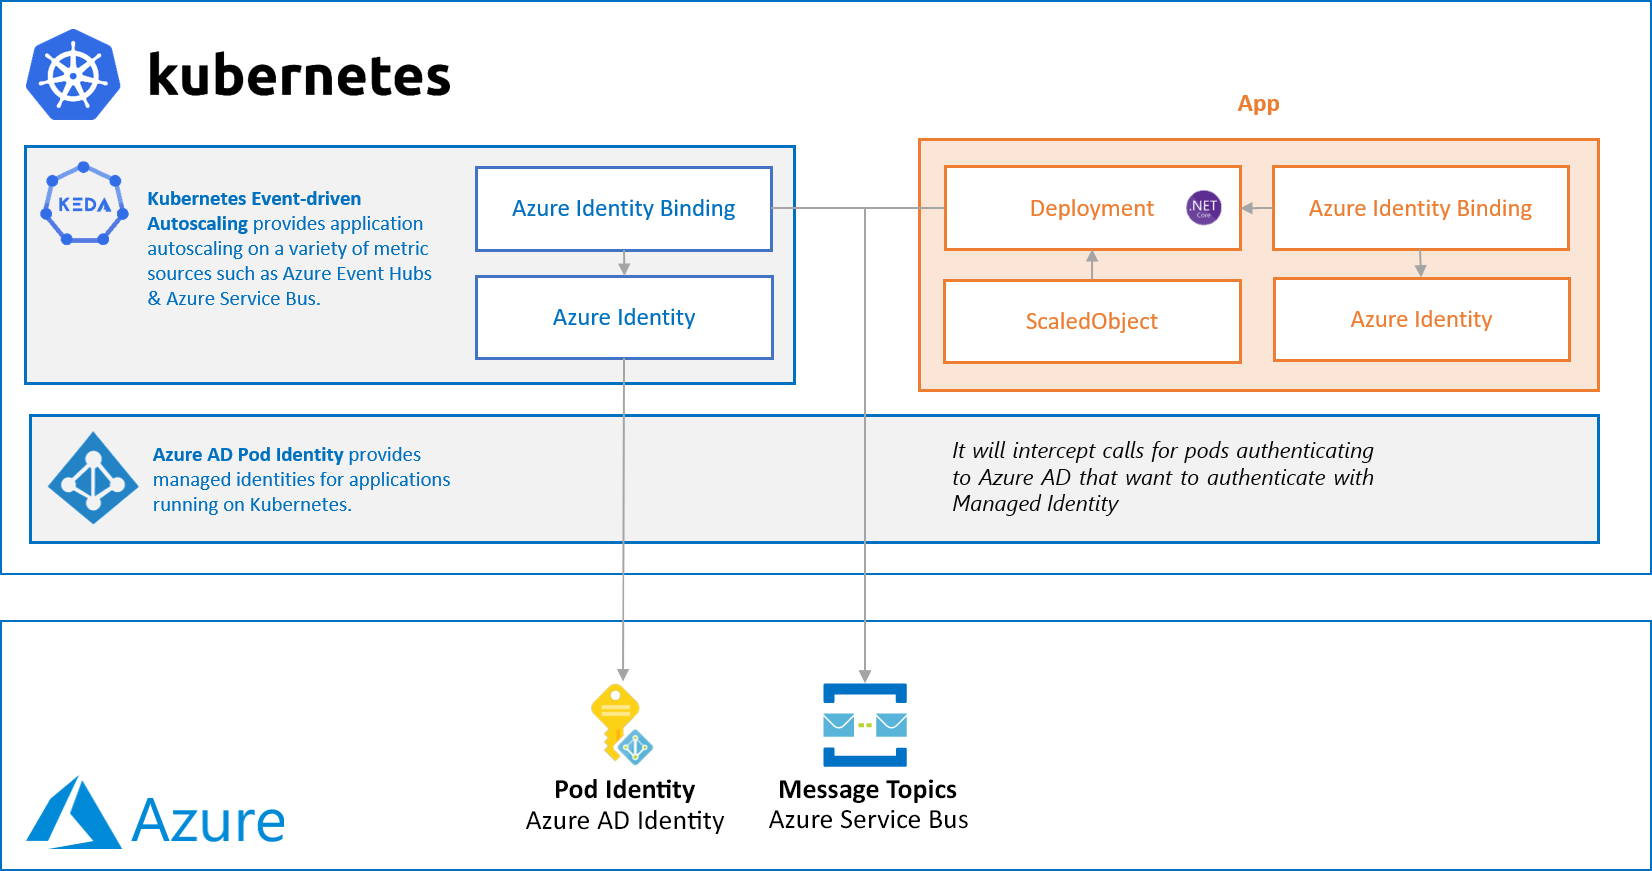 kubernetes
App
KEDA
Kubernetes Event-driven
Autoscaling provides application
autoscaling on a variety of metric
sources such as Azure Event Hubs
& Azure Service Bus.
Azure Identity Binding
Azure Identity
Deployment
.NET
Core
Azure Identity Binding
ScaledObject
Azure Identity
Azure AD Pod Identity provides
managed identities for applications
running on Kubernetes.
It will intercept calls for pods authenticating
to Azure AD that want to authenticate with
Managed Identity
Pod Identity
Azure AD Identity
Message Topics
Azure Service Bus
Azure